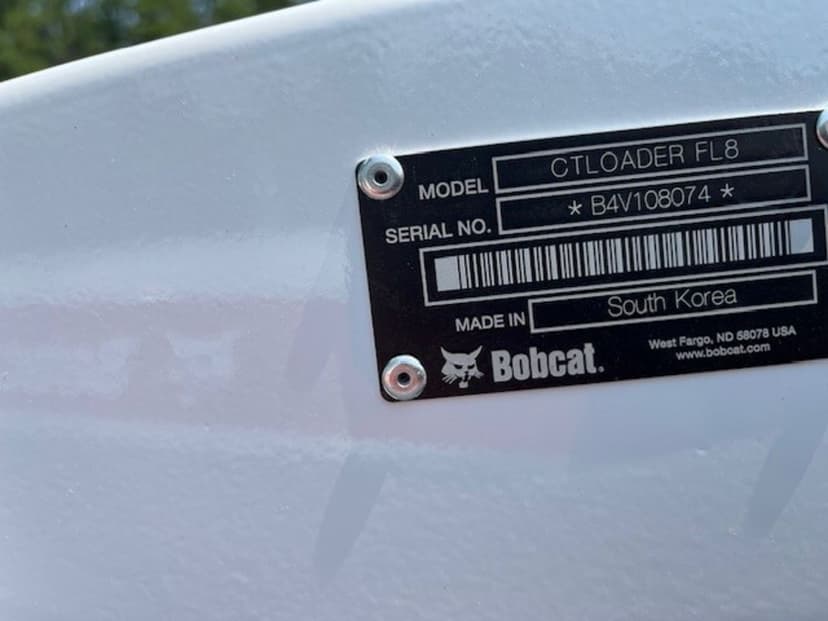 MODEL CTLOADER FL8
SERIAL NO. * B4V108074 *
MADE IN South Korea
Bobcat.
West Fargo, ND 58078 USA
www.bobcat.com